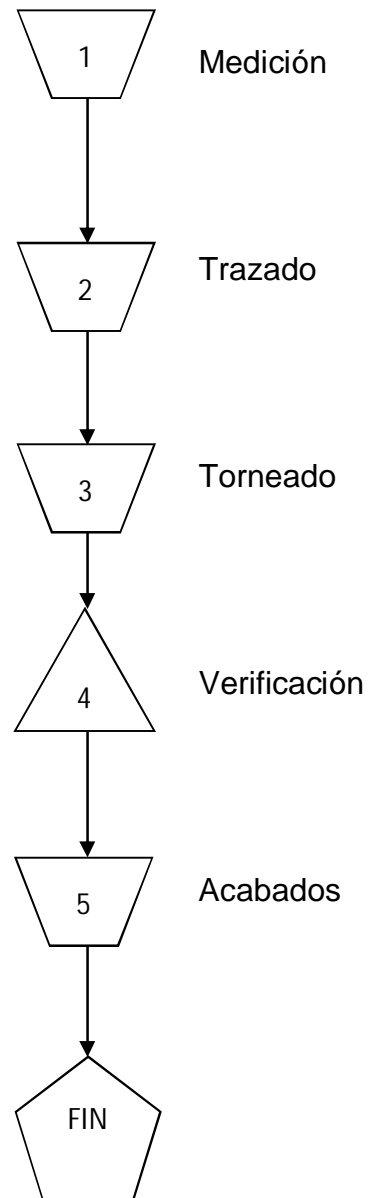 1 Medición
2 Trazado
3 Torneado
4 Verificación
5 Acabados
FIN